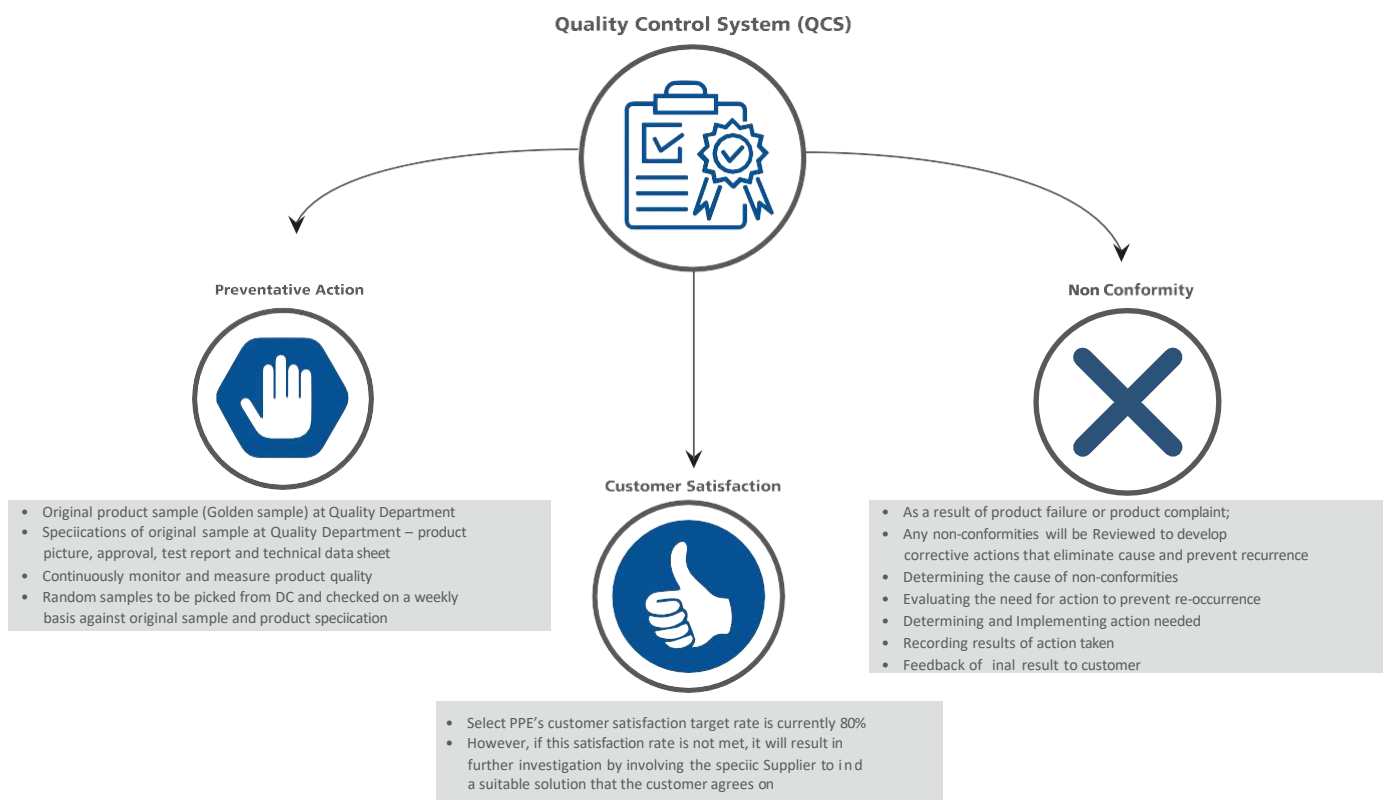 Quality Control System (QCS)
Preventative Action
• Original product sample (Golden sample) at Quality Department
• Speciications of original sample at Quality Department – product
picture, approval, test report and technical data sheet
• Continuously monitor and measure product quality
• Random samples to be picked from DC and checked on a weekly
basis against original sample and product speciication
Customer Satisfaction
• Select PPE’s customer satisfaction target rate is currently 80%
• However, if this satisfaction rate is not met, it will result in
further investigation by involving the speciic Supplier to ind
a suitable solution that the customer agrees on
Non Conformity
• As a result of product failure or product complaint;
• Any non-conformities will be Reviewed to develop
corrective actions that eliminate cause and prevent recurrence
• Determining the cause of non-conformities
• Evaluating the need for action to prevent re-occurrence
• Determining and Implementing action needed
• Recording results of action taken
• Feedback of inal result to customer